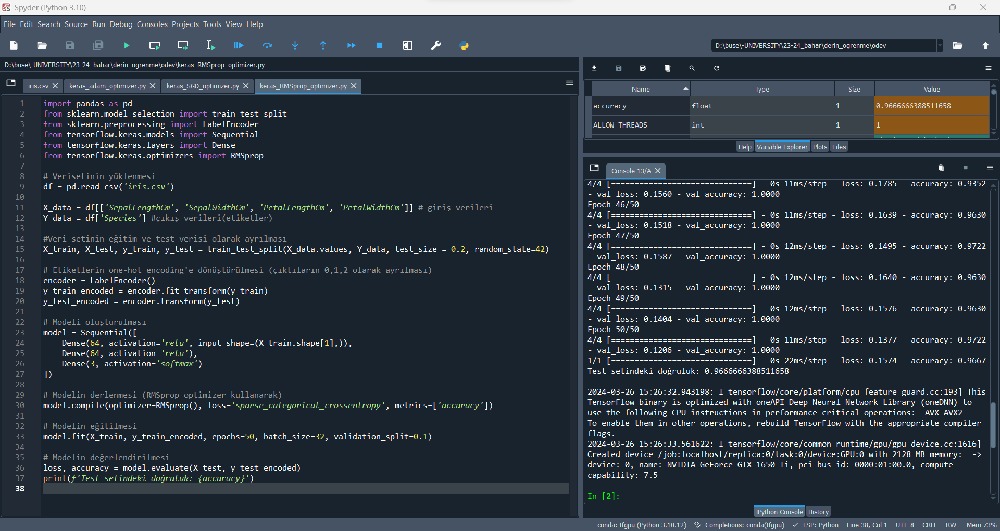 Spyder (Python 3.10)
File Edit Search Source Run Debug Consoles Projects Tools View Help
D:\buse\-UNIVERSITY\23-24_bahar\derin_ogrenme\odev
D:\buse\-UNIVERSITY\23-24_bahar\derin_ogrenme\odev\keras_RMSprop_optimizer.py
iris.csv keras_adam_optimizer.py keras_SGD_optimizer.py keras_RMSprop_optimizer.py
1 import pandas as pd
2 from sklearn.model_selection import train_test_split
3 from sklearn.preprocessing import LabelEncoder
4 from tensorflow.keras.models import Sequential
5 from tensorflow.keras.layers import Dense
6 from tensorflow.keras.optimizers import RMSprop
7
8 # Verisetinin yüklenmesi
9 df = pd.read_csv('iris.csv')
10
11 X_data = df[['SepalLengthCm', 'SepalWidthCm', 'PetalLengthCm', 'PetalWidthCm']] # giriş verileri
12 Y_data = df['Species'] #çıkış verileri(etiketler)
13
14 #Veri setinin eğitim ve test verisi olarak ayrılması
15 X_train, X_test, y_train, y_test = train_test_split(X_data.values, Y_data, test_size = 0.2, random_state=42)
16
17 # Etiketlerin one-hot encoding'e dönüştürülmesi (çıktıların 0,1,2 olarak ayrılması)
18 encoder = LabelEncoder()
19 y_train_encoded = encoder.fit_transform(y_train)
20 y_test_encoded = encoder.transform(y_test)
21
22 # Modeli oluşturulması
23 model = Sequential([
24     Dense(64, activation='relu', input_shape=(X_train.shape[1],)),
25     Dense(64, activation='relu'),
26     Dense(3, activation='softmax')
27 ])
28
29 # Modelin derlenmesi (RMSprop optimizer kullanarak)
30 model.compile(optimizer=RMSprop(), loss='sparse_categorical_crossentropy', metrics=['accuracy'])
31
32 # Modelin eğitilmesi
33 model.fit(X_train, y_train_encoded, epochs=50, batch_size=32, validation_split=0.1)
34
35 # Modelin değerlendirilmesi
36 loss, accuracy = model.evaluate(X_test, y_test_encoded)
37 print(f'Test setindeki doğruluk: {accuracy}')
38
Name Type Size Value
accuracy float 1 0.9666666388511658
ALLOW_THREADS int 1 1
Help Variable Explorer Plots Files
Console 13/A
4/4 [==============================] - 0s 11ms/step - loss: 0.1785 - accuracy: 0.9352
- val_loss: 0.1560 - val_accuracy: 1.0000
Epoch 46/50
4/4 [==============================] - 0s 11ms/step - loss: 0.1639 - accuracy: 0.9630
- val_loss: 0.1518 - val_accuracy: 1.0000
Epoch 47/50
4/4 [==============================] - 0s 12ms/step - loss: 0.1495 - accuracy: 0.9722
- val_loss: 0.1587 - val_accuracy: 1.0000
Epoch 48/50
4/4 [==============================] - 0s 12ms/step - loss: 0.1640 - accuracy: 0.9630
- val_loss: 0.1315 - val_accuracy: 1.0000
Epoch 49/50
4/4 [==============================] - 0s 12ms/step - loss: 0.1576 - accuracy: 0.9630
- val_loss: 0.1404 - val_accuracy: 1.0000
Epoch 50/50
4/4 [==============================] - 0s 11ms/step - loss: 0.1377 - accuracy: 0.9722
- val_loss: 0.1206 - val_accuracy: 1.0000
1/1 [==============================] - 0s 22ms/step - loss: 0.1574 - accuracy: 0.9667
Test setindeki doğruluk: 0.9666666388511658
2024-03-26 15:26:32.943198: I tensorflow/core/platform/cpu_feature_guard.cc:193] This
TensorFlow binary is optimized with oneAPI Deep Neural Network Library (oneDNN) to
use the following CPU instructions in performance-critical operations:  AVX AVX2
To enable them in other operations, rebuild TensorFlow with the appropriate compiler
flags.
2024-03-26 15:26:33.561622: I tensorflow/core/common_runtime/gpu/gpu_device.cc:1616]
Created device /job:localhost/replica:0/task:0/device:GPU:0 with 2128 MB memory:  ->
device: 0, name: NVIDIA GeForce GTX 1650 Ti, pci bus id: 0000:01:00.0, compute
capability: 7.5
In [2]:
IPython Console History
conda: tfgpu (Python 3.10.12) Completions: conda(tfgpu) LSP: Python Line 38, Col 1 UTF-8 CRLF RW Mem 73%